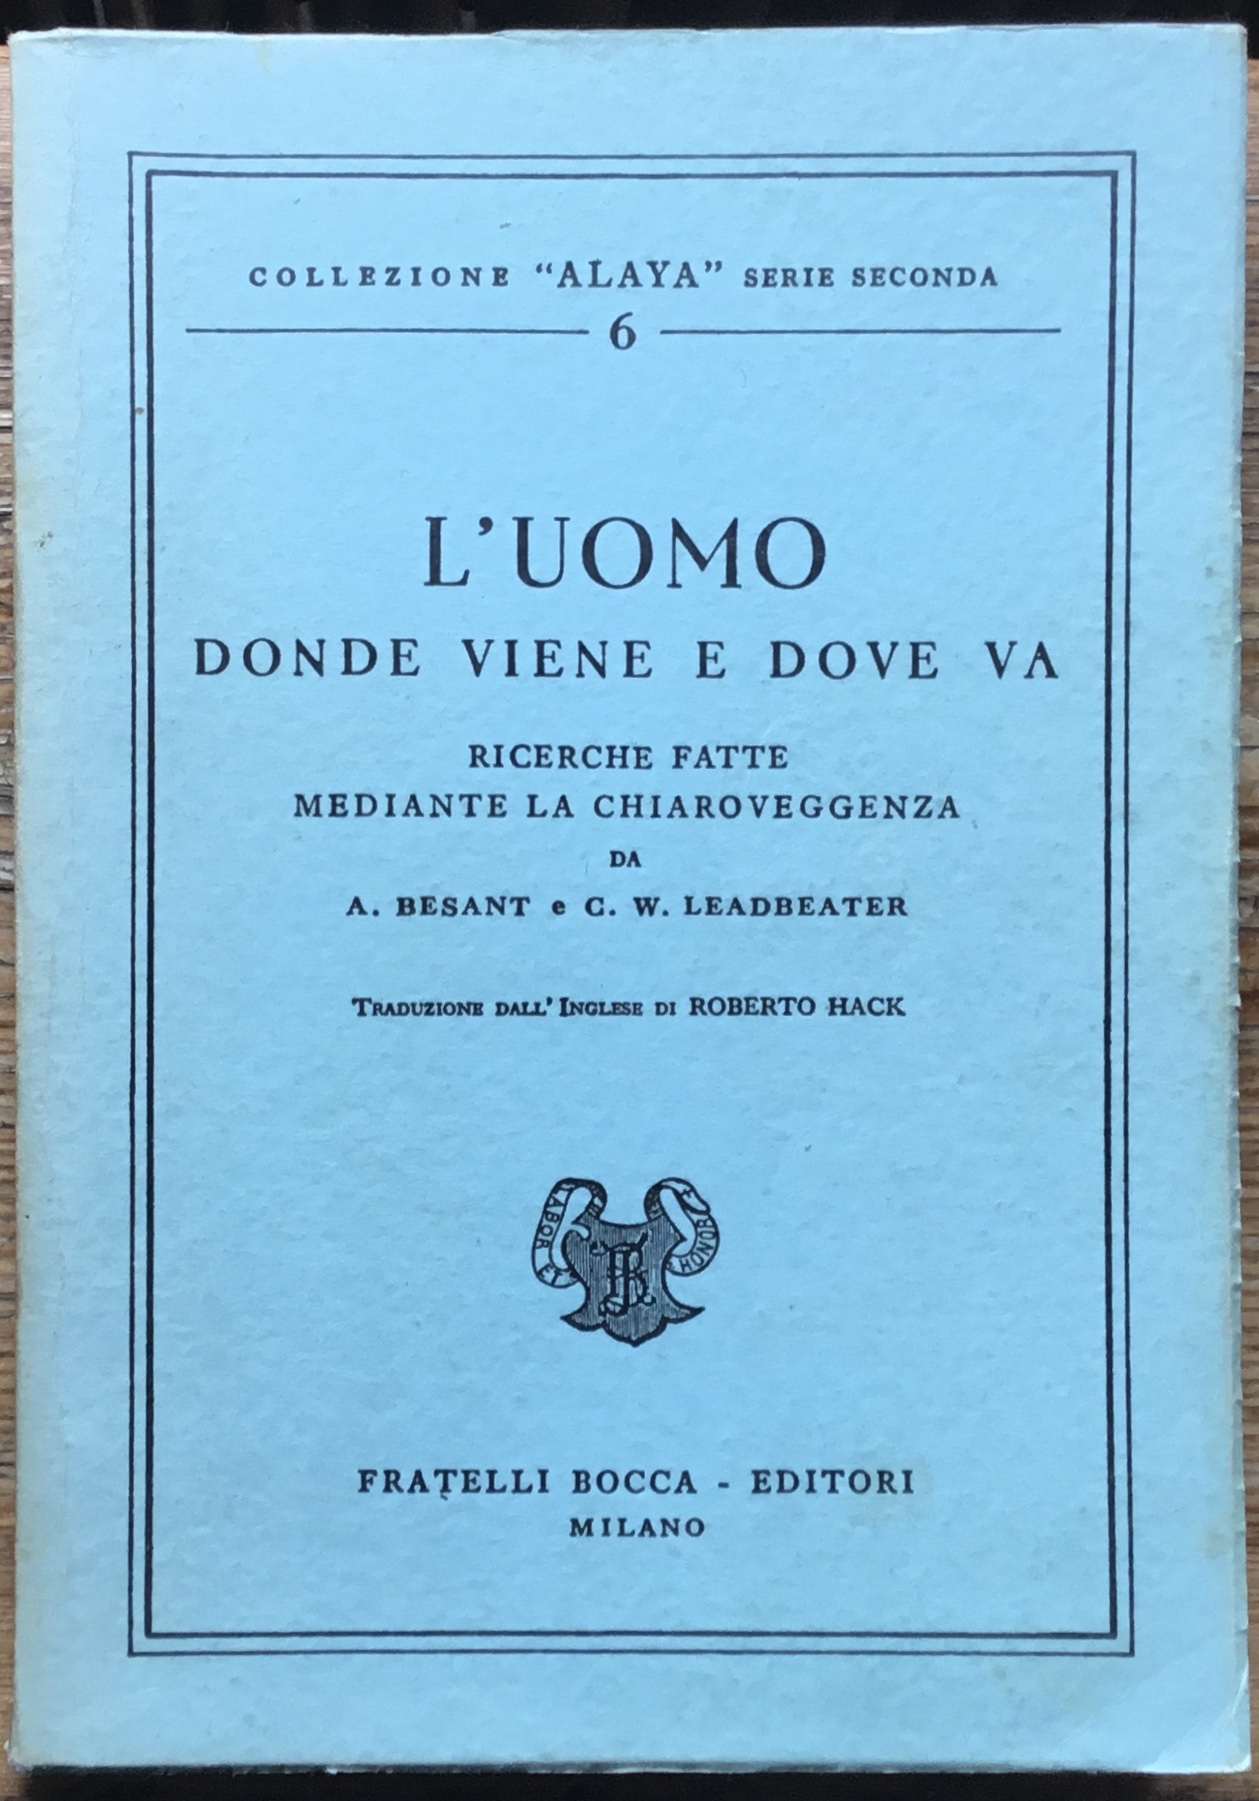 COLLEZIONE "ALAYA" SERIE SECONDA
6
L'UOMO
DONDE VIENE E DOVE VA
RICERCHE FATTE
MEDIANTE LA CHIAROVEGGENZA
DA
A. BESANT e C. W. LEADBEATER
TRADUZIONE DALL' INGLESE DI ROBERTO HACK
LABOR ET HONOR
FRATELLI BOCCA - EDITORI
MILANO